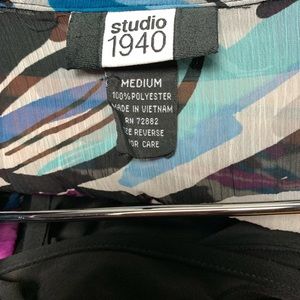 studio
1940
MEDIUM
100% POLYESTER
MADE IN VIETNAM
RN 72882
SEE REVERSE
FOR CARE